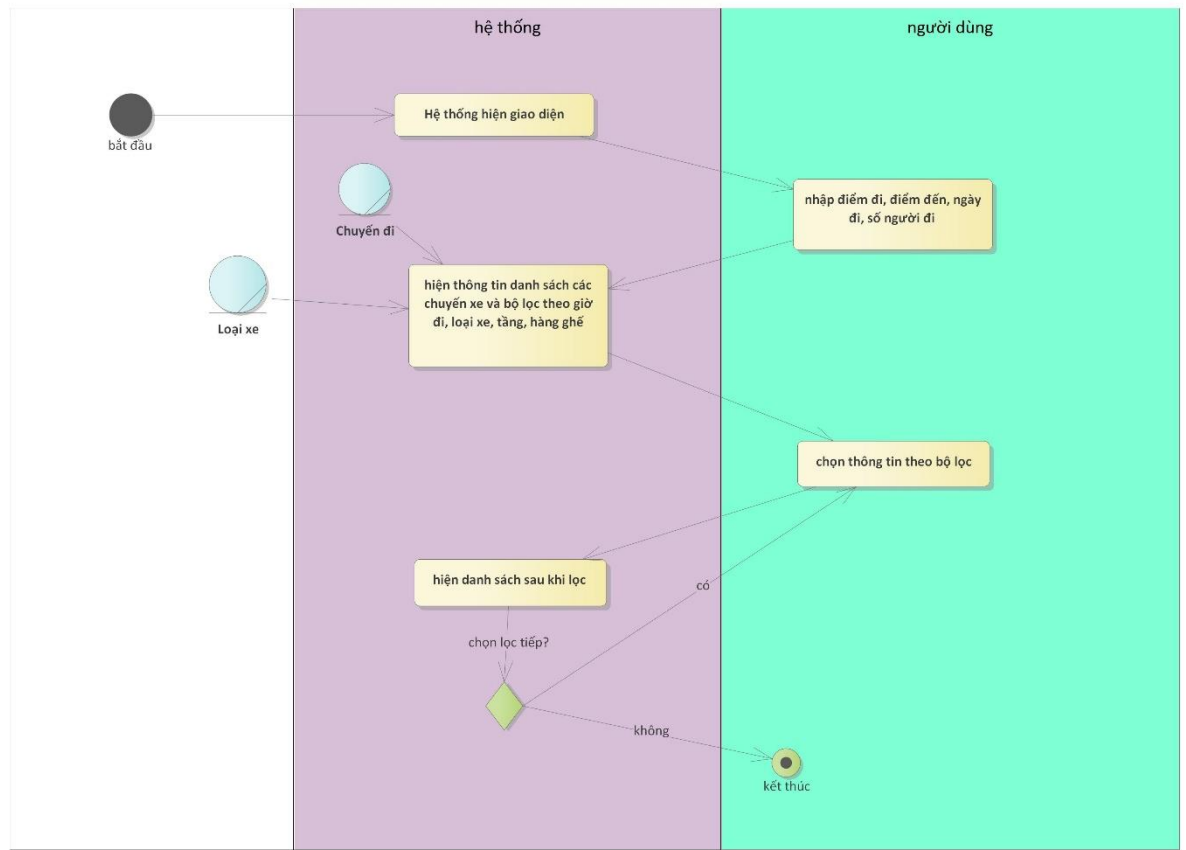 hệ thống
người dùng
Hệ thống hiện giao diện
bắt đầu
nhập điểm đi, điểm đến, ngày
đi, số người đi
Chuyến đi
hiện thông tin danh sách các
chuyến xe và bộ lọc theo giờ
đi, loại xe, tầng, hàng ghế
Loại xe
chọn thông tin theo bộ lọc
hiện danh sách sau khi lọc
có
chọn lọc tiếp?
không
kết thúc